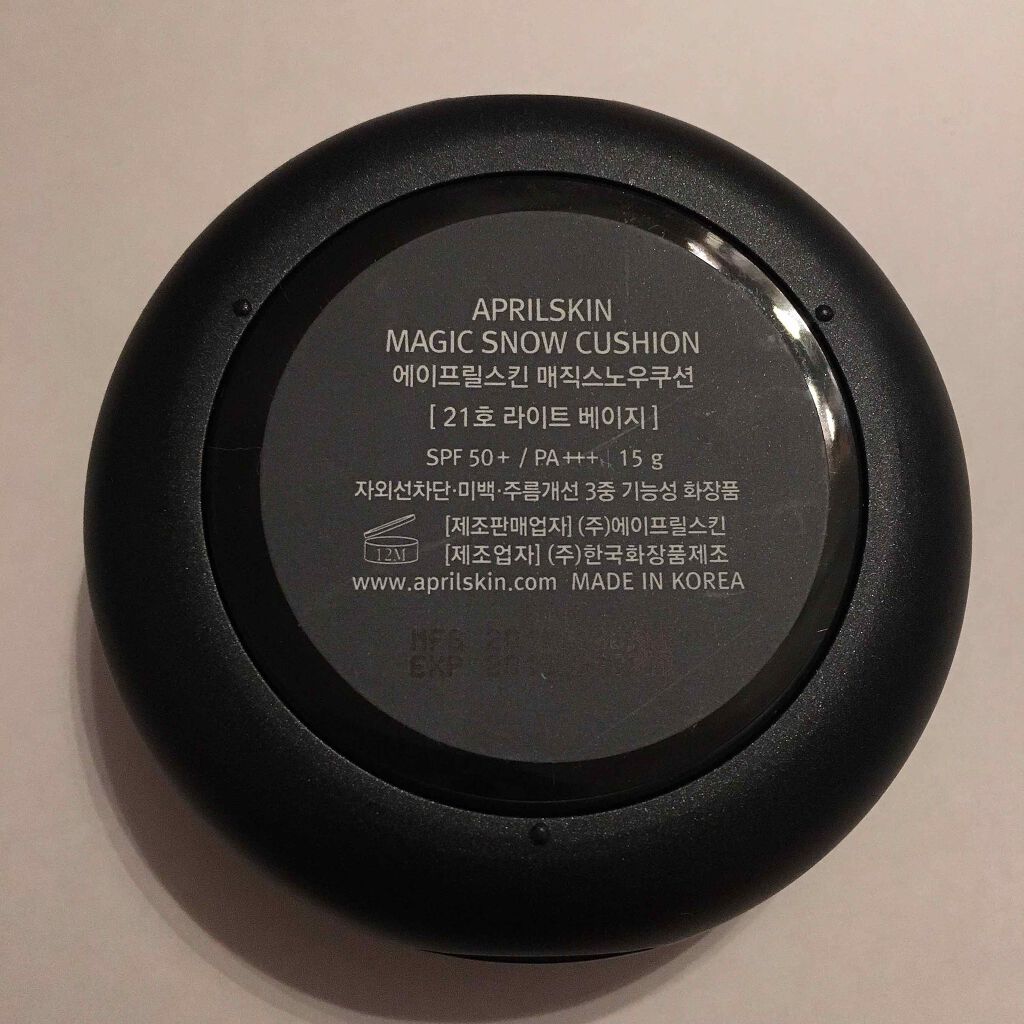 APRILSKIN
MAGIC SNOW CUSHION
에이프릴스킨 매직스노우쿠션
[ 21호 라이트 베이지 ]
SPF 50+ / PA+++ 15 g
자외선차단·미백·주름개선 3중 기능성 화장품
[제조판매업자] (주)에이프릴스킨
12M
[제조업자] (주)한국화장품제조
www.aprilskin.com MADE IN KOREA
MFG
EXP